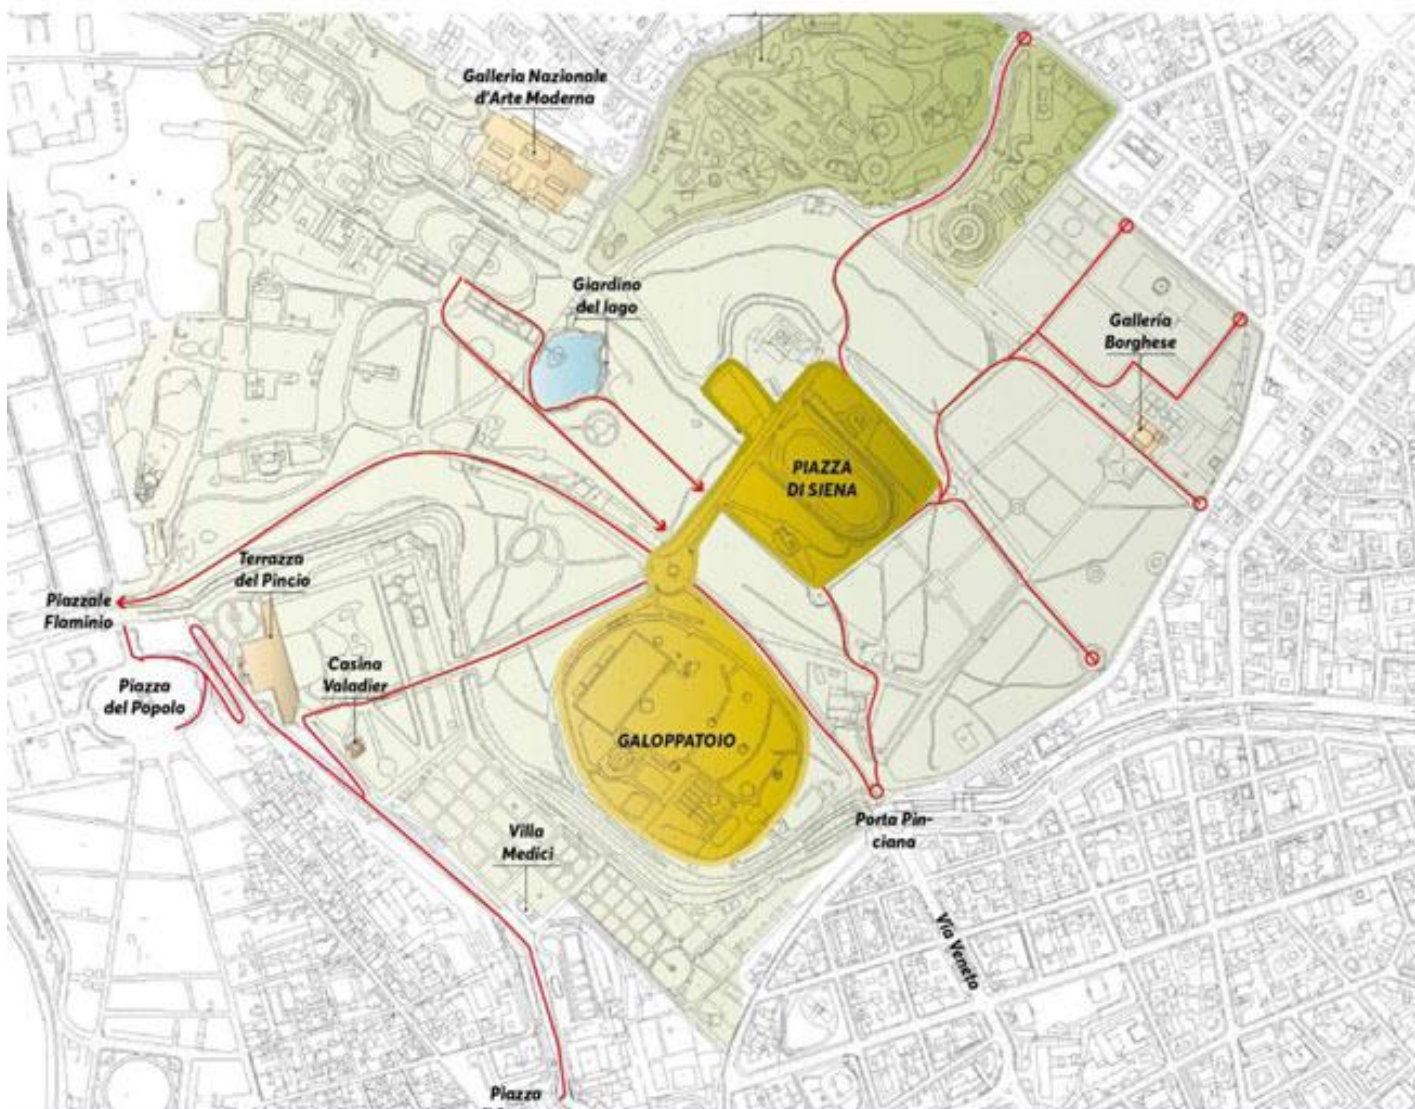 Galleria Nazionale
d'Arte Moderna
Giardino
del lago
Galleria
Borghese
PIAZZA
DI SIENA
Terrazza
del Pincio
Piazzale
Flaminio
Casina
Valadier
Piazza
del Popolo
GALOPPATOIO
Villa
Medici
Porta Pin-
ciana
Via Veneto
Piazza